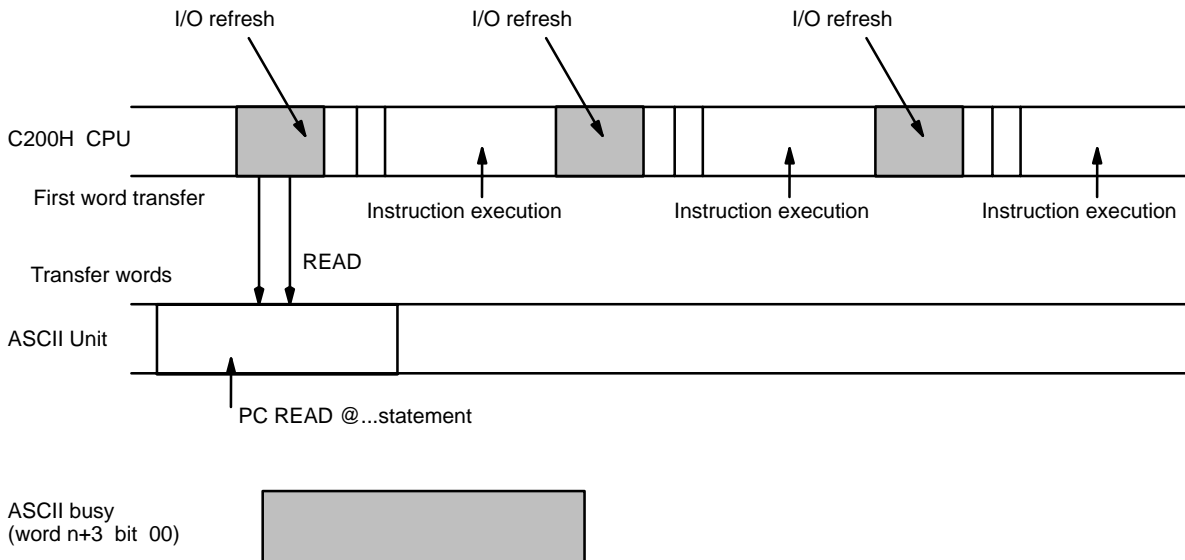 I/O refresh
I/O refresh
I/O refresh
C200H CPU
First word transfer
Instruction execution
Instruction execution
Instruction execution
READ
Transfer words
ASCII Unit
PC READ @...statement
ASCII busy
(word n+3 bit 00)